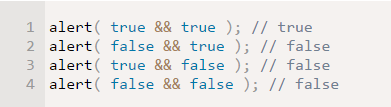 1 alert( true && true ); // true
2 alert( false && true ); // false
3 alert( true && false ); // false
4 alert( false && false ); // false